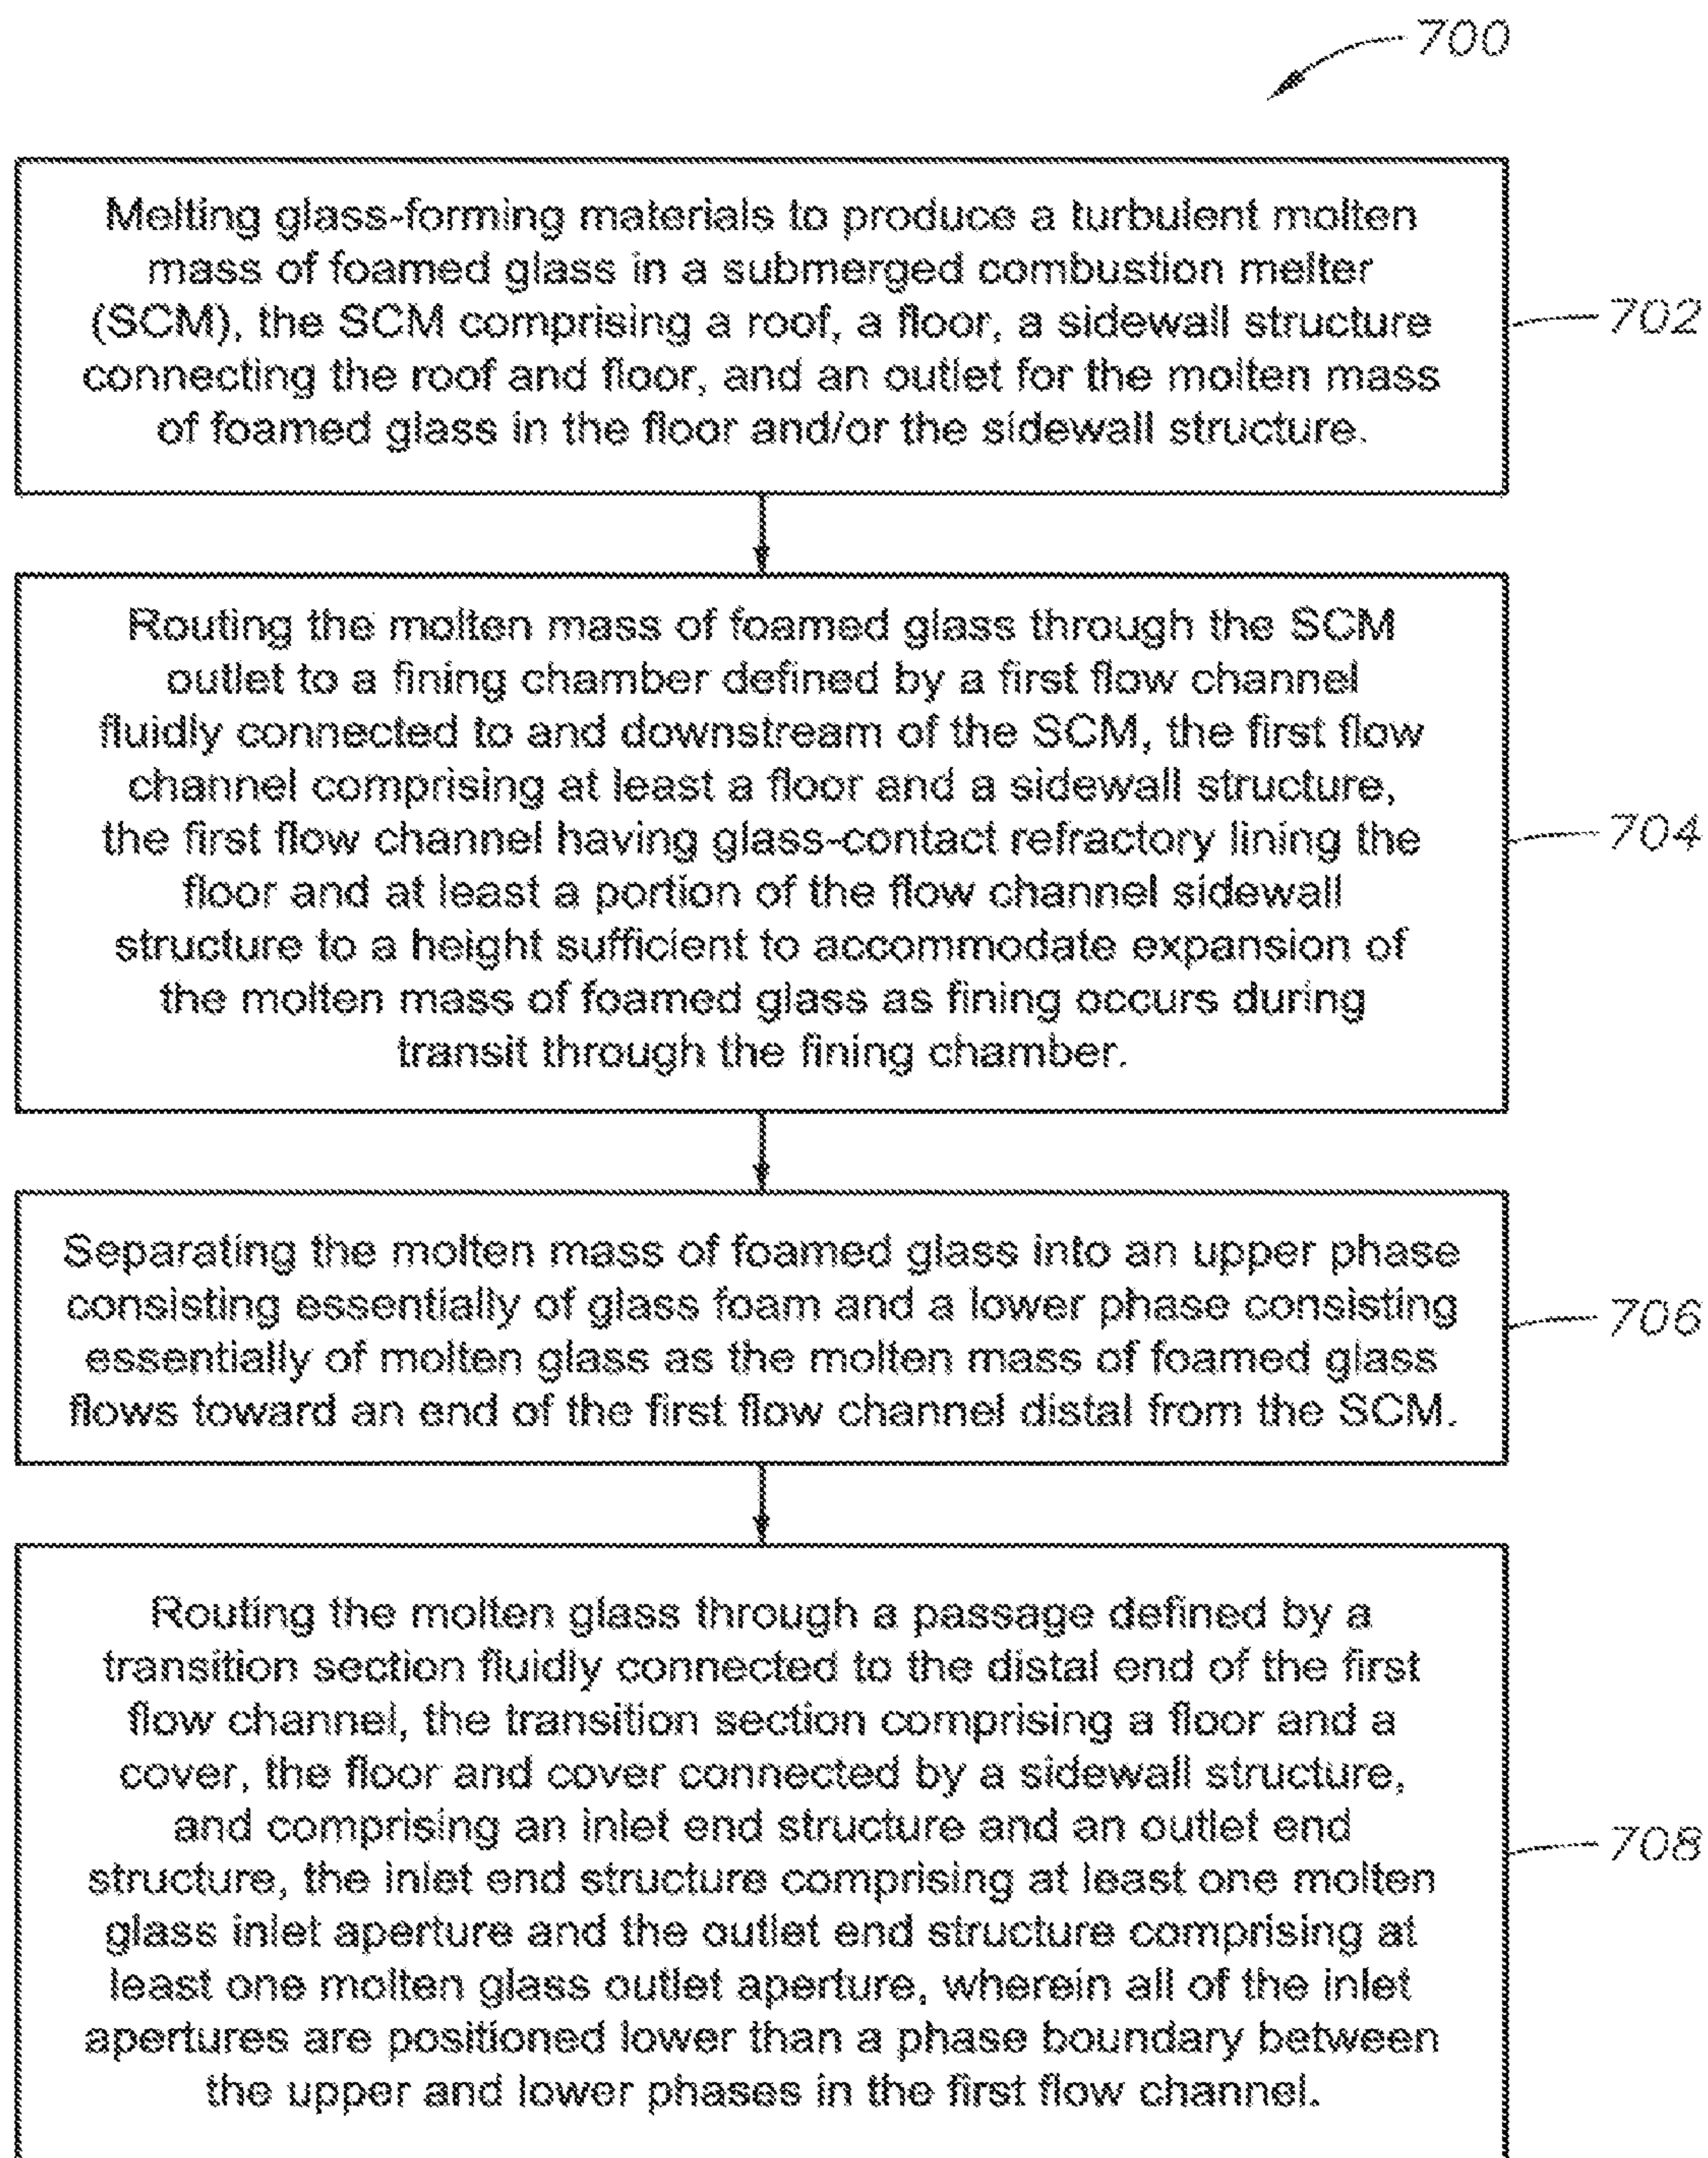 700
Melting glass-forming materials to produce a turbulent molten
mass of foamed glass in a submerged combustion melter
(SCM), the SCM comprising a roof, a floor, a sidewall structure
connecting the roof and floor, and an outlet for the molten mass
of foamed glass in the floor and/or the sidewall structure.
702
Routing the molten mass of foamed glass through the SCM
outlet to a fining chamber defined by a first flow channel
fluidly connected to and downstream of the SCM, the first flow
channel comprising at least a floor and a sidewall structure,
the first flow channel having glass-contact refractory lining the
floor and at least a portion of the flow channel sidewall
structure to a height sufficient to accommodate expansion of
the molten mass of foamed glass as fining occurs during
transit through the fining chamber.
704
Separating the molten mass of foamed glass into an upper phase
consisting essentially of glass foam and a lower phase consisting
essentially of molten glass as the molten mass of foamed glass
flows toward an end of the first flow channel distal from the SCM.
706
Routing the molten glass through a passage defined by a
transition section fluidly connected to the distal end of the first
flow channel, the transition section comprising a floor and a
cover, the floor and cover connected by a sidewall structure,
and comprising an inlet end structure and an outlet end
structure, the inlet end structure comprising at least one molten
glass inlet aperture and the outlet end structure comprising at
least one molten glass outlet aperture, wherein all of the inlet
apertures are positioned lower than a phase boundary between
the upper and lower phases in the first flow channel.
708